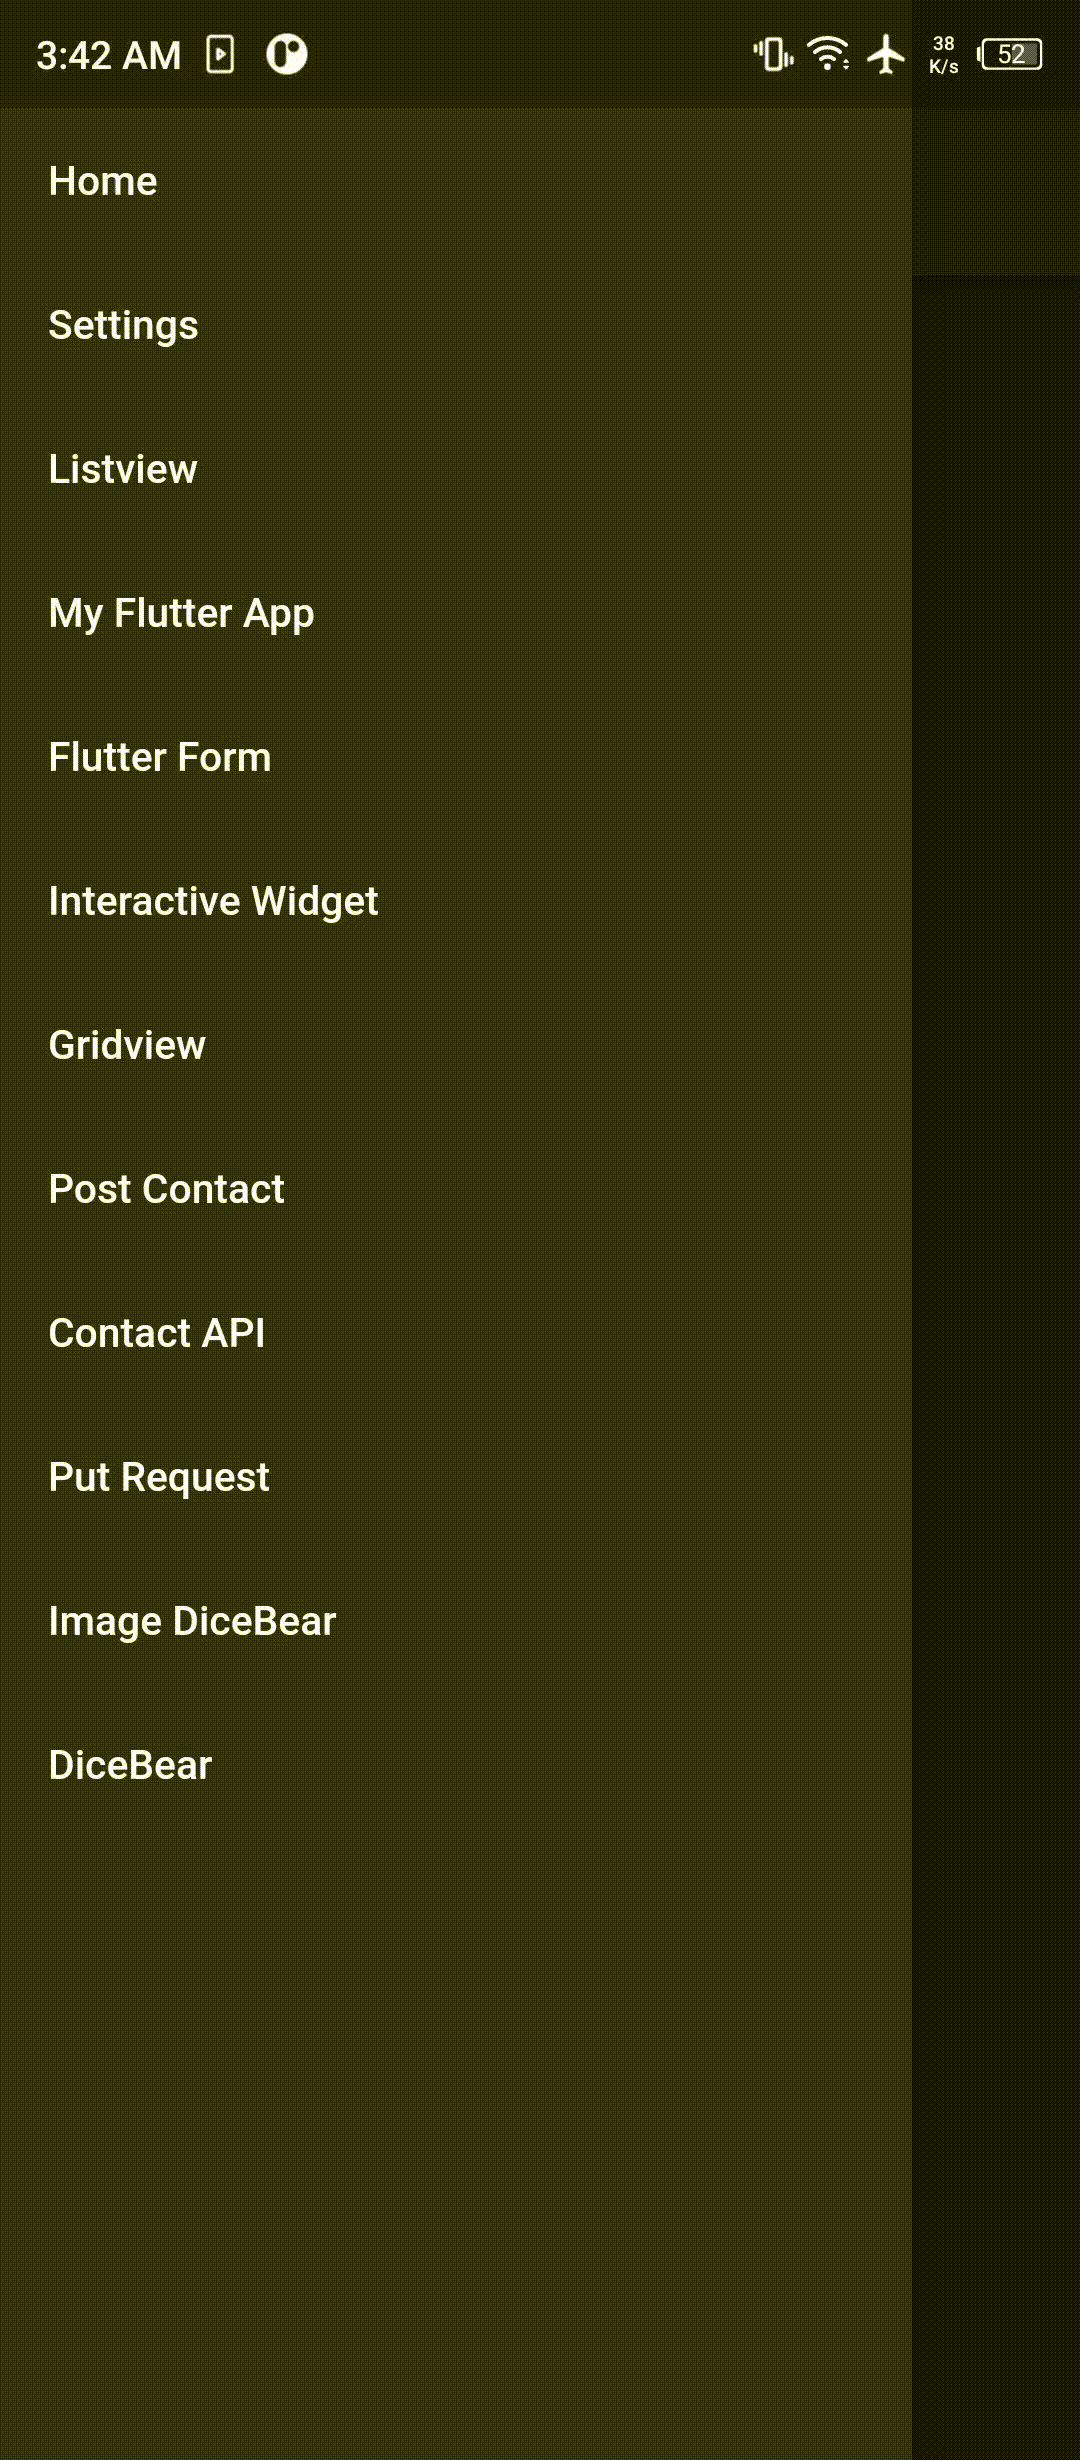 3:42 AM 38 K/s 52
Home
Settings
Listview
My Flutter App
Flutter Form
Interactive Widget
Gridview
Post Contact
Contact API
Put Request
Image DiceBear
DiceBear